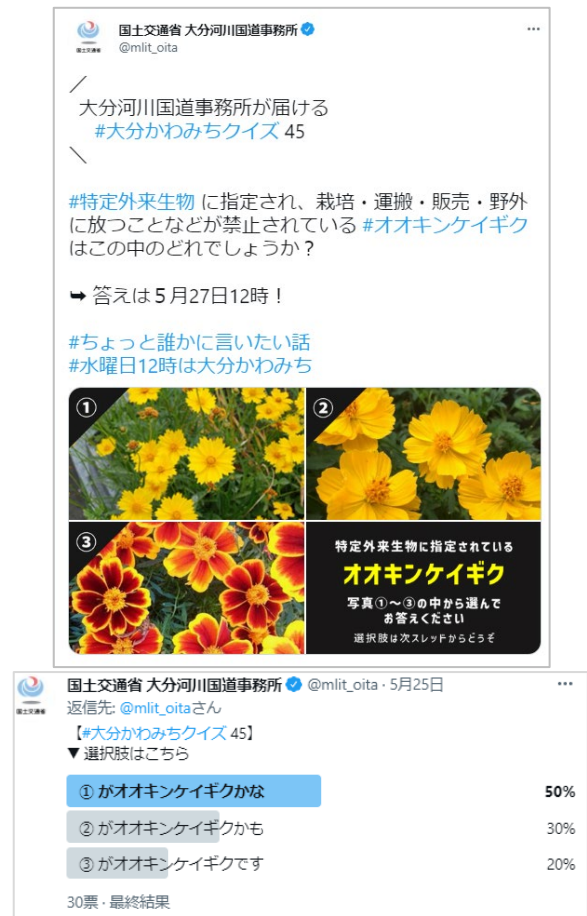 国土交通省 大分河川国道事務所
国土交通省
@mlit_oita
／
大分河川国道事務所が届ける
#大分かわみちクイズ 45
＼
#特定外来生物 に指定され、栽培・運搬・販売・野外
に放つことなどが禁止されている #オオキンケイギク
はこの中のどれでしょうか？
➥ 答えは５月27日12時！
#ちょっと誰かに言いたい話
#水曜日12時は大分かわみち
①
②
③
特定外来生物に指定されている
オオキンケイギク
写真①～③の中から選んで
お答えください
選択肢は次スレッドからどうぞ
国土交通省 大分河川国道事務所 @mlit_oita · 5月25日
国土交通省
返信先: @mlit_oitaさん
【#大分かわみちクイズ 45】
▼選択肢はこちら
① がオオキンケイギクかな 50%
② がオオキンケイギクかも 30%
③ がオオキンケイギクです 20%
30票 · 最終結果